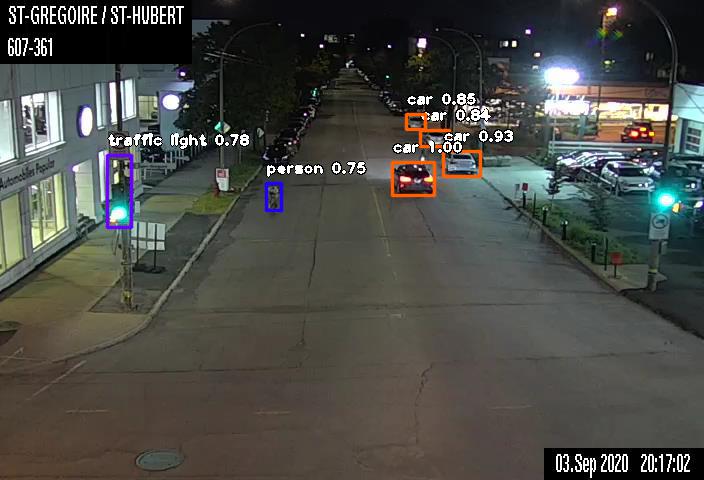 ST-GREGOIRE / ST-HUBERT
607-361
car 0.85
car 0.84
car 0.93
traffic light 0.78
car 1.00
person 0.75
Automobiles Popular
03.Sep 2020 20:17:02